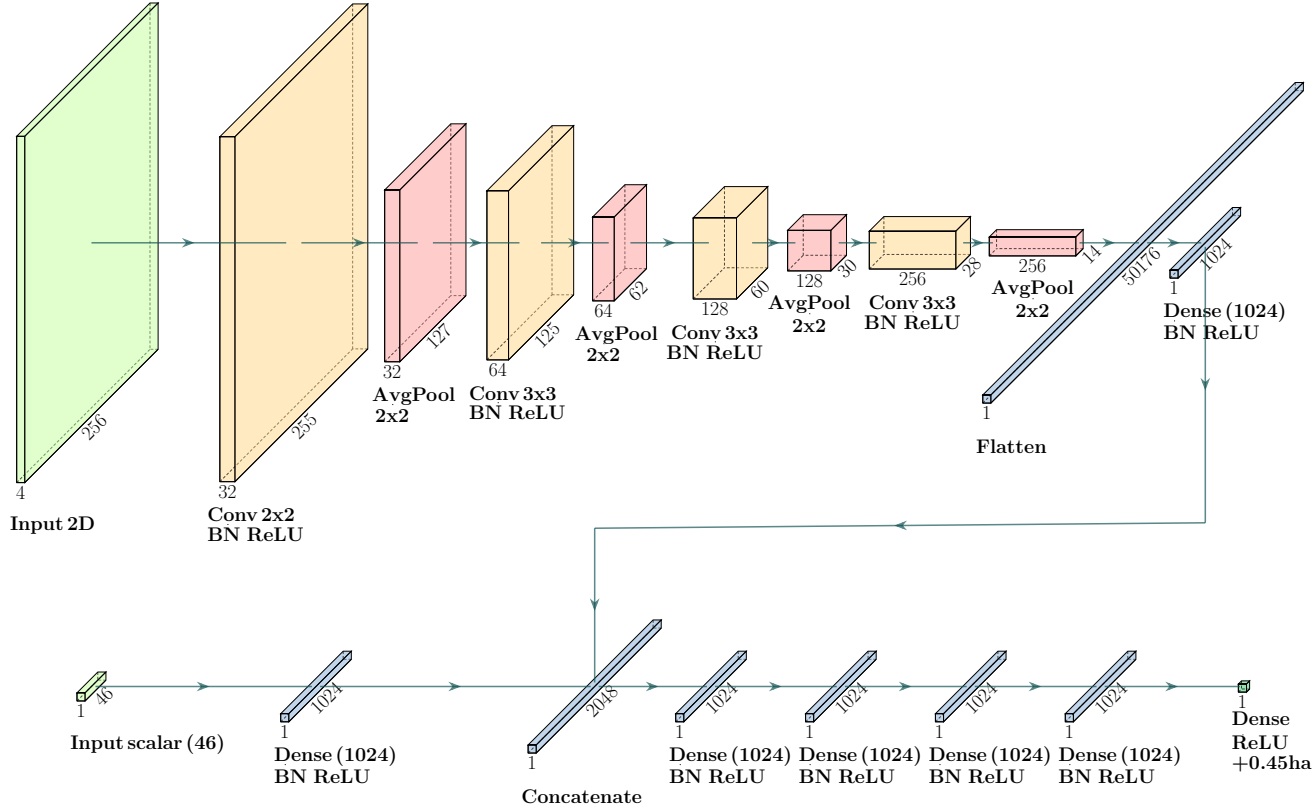 4
256
Input 2D
32
255
Conv 2x2
BN ReLU
32
127
AvgPool
2x2
64
125
Conv 3x3
BN ReLU
64
62
AvgPool
2x2
128
60
Conv 3x3
BN ReLU
128
30
AvgPool
2x2
256
28
Conv 3x3
BN ReLU
256
14
AvgPool
2x2
1
50176
Flatten
1
1024
Dense (1024)
BN ReLU
1
46
Input scalar (46)
1
1024
Dense (1024)
BN ReLU
1
2048
Concatenate
1
1024
Dense (1024)
BN ReLU
1
1024
Dense (1024)
BN ReLU
1
1024
Dense (1024)
BN ReLU
1
1024
Dense (1024)
BN ReLU
1
Dense
ReLU
+0.45ha